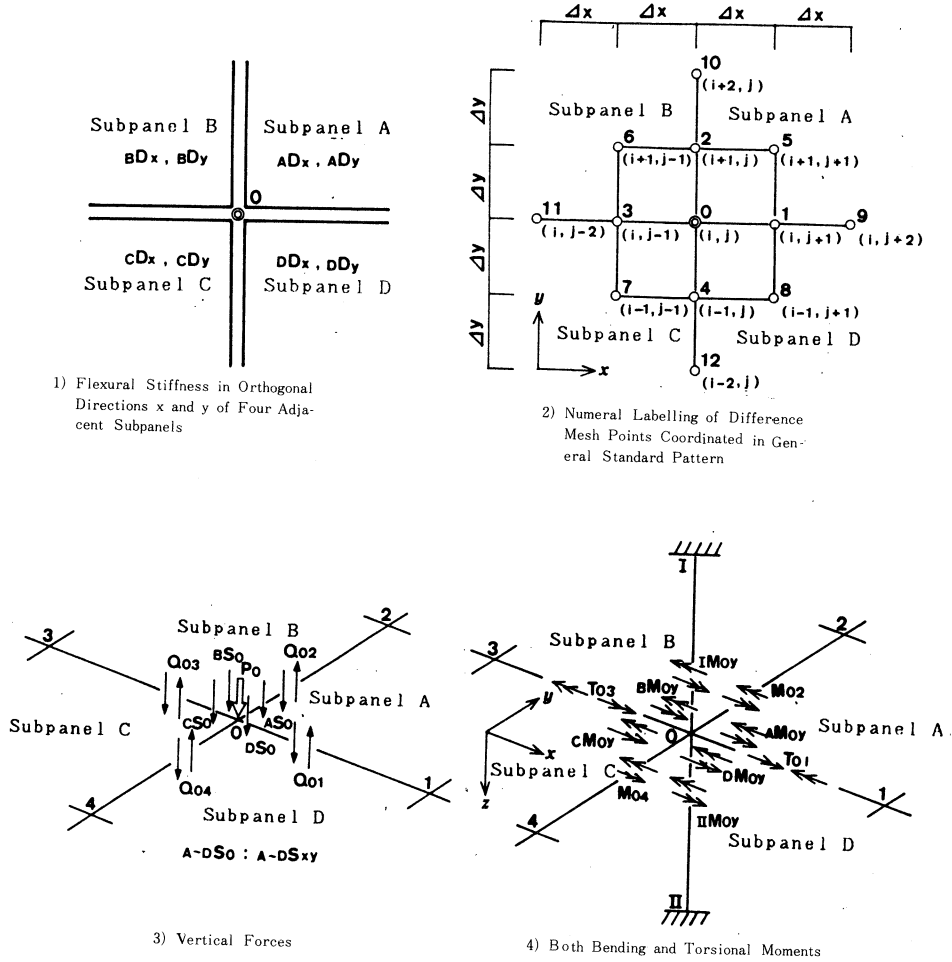 Subpanel B
Subpanel A
BDx , BDy
ADx , ADy
0
CDx , CDy
DDx , DDy
Subpanel C
Subpanel D
1) Flexural Stiffness in Orthogonal
Directions x and y of Four Adja-
cent Subpanels
Δx Δx Δx Δx
Δy
Δy
Δy
Δy
10
(i+2, j)
Subpanel B
Subpanel A
6
2
5
(i+1, j-1)
(i+1, j)
(i+1, j+1)
11
3
0
1
9
(i, j-2)
(i, j-1)
(i, j)
(i, j+1)
(i, j+2)
7
4
8
(i-1, j-1)
(i-1, j)
(i-1, j+1)
y
x
Subpanel C
Subpanel D
12
(i-2, j)
2) Numeral Labelling of Difference
Mesh Points Coordinated in Gen-
eral Standard Pattern
3
2
Subpanel B
Q03
BS0
P0
Q02
Subpanel A
Subpanel C
CS0
0
AS0
DS0
Q04
Q01
4
1
Subpanel D
A~DS0 : A~DSxy
3) Vertical Forces
I
2
3
Subpanel B
IM0y
T03
BM0y
M02
y
x
z
0
AM0y
Subpanel A
CM0y
T01
Subpanel C
DM0y
M04
IIM0y
1
4
Subpanel D
II
4) Both Bending and Torsional Moments